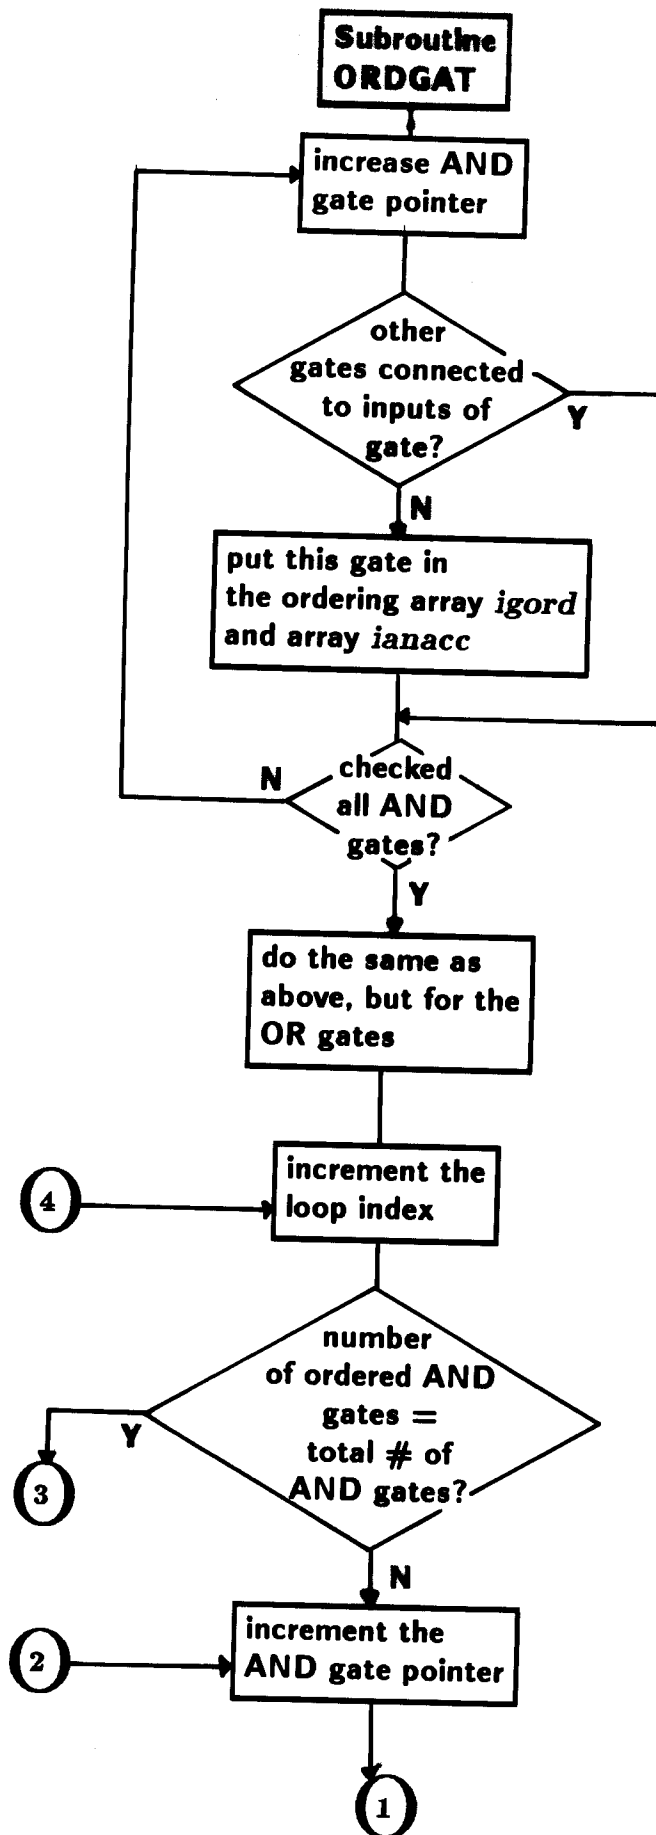 Subroutine
ORDGAT
increase AND
gate pointer
other
gates connected
to inputs of
gate?
Y
N
put this gate in
the ordering array igord
and array ianacc
N
checked
all AND
gates?
Y
do the same as
above, but for the
OR gates
increment the
loop index
4
number
of ordered AND
gates =
total # of
AND gates?
Y
3
N
increment the
AND gate pointer
2
1